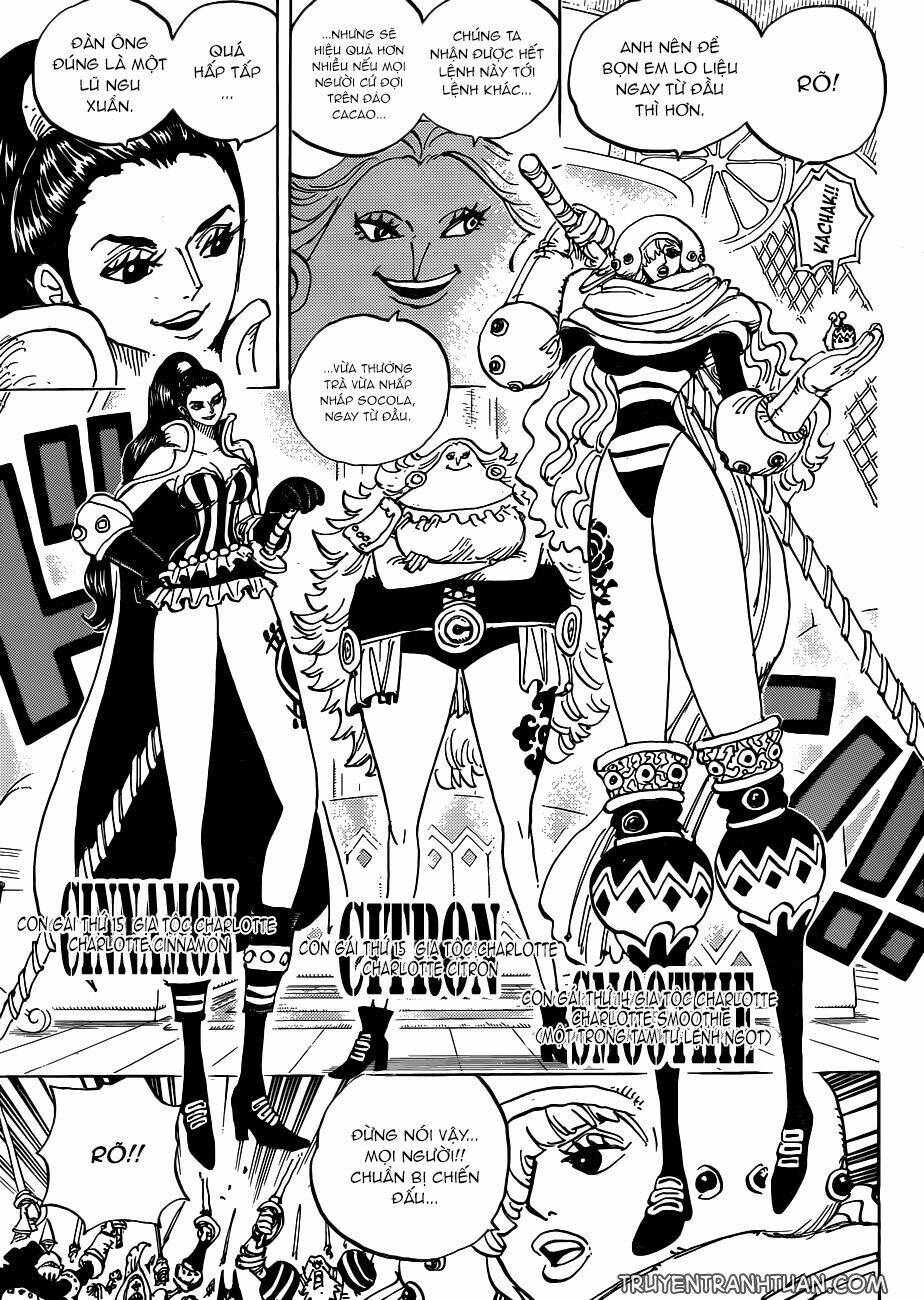 RÕ!
ANH NÊN ĐỂ
BỌN EM LO LIỆU
NGAY TỪ ĐẦU
THÌ HƠN.
KACHAK!!
CHÚNG TA
NHẬN ĐƯỢC HẾT
LỆNH NÀY TỚI
LỆNH KHÁC...
...NHƯNG SẼ
HIỆU QUẢ HƠN
NHIỀU NẾU MỌI
NGƯỜI CỨ ĐỢI
TRÊN ĐẢO
CACAO...
QUÁ
HẤP TẤP
...
ĐÀN ÔNG
ĐÚNG LÀ MỘT
LŨ NGU
XUẨN.
...VỪA THƯỞNG
TRÀ VỪA NHẤP
NHÁP SOCOLA,
NGAY TỪ ĐẦU.
SMOOTHIE
CON GÁI THỨ 14 GIA TỘC CHARLOTTE
CHARLOTTE SMOOTHIE
(MỘT TRONG TAM TƯ LỆNH NGỌT)
CITRON
CON GÁI THỨ 15 GIA TỘC CHARLOTTE
CHARLOTTE CITRON
CINNAMON
CON GÁI THỨ 15 GIA TỘC CHARLOTTE
CHARLOTTE CINNAMON
ĐỪNG NÓI VẬY...
MỌI NGƯỜI!!
CHUẨN BỊ CHIẾN
ĐẤU...
RÕ!!
TRUYENTRANHTUAN.COM